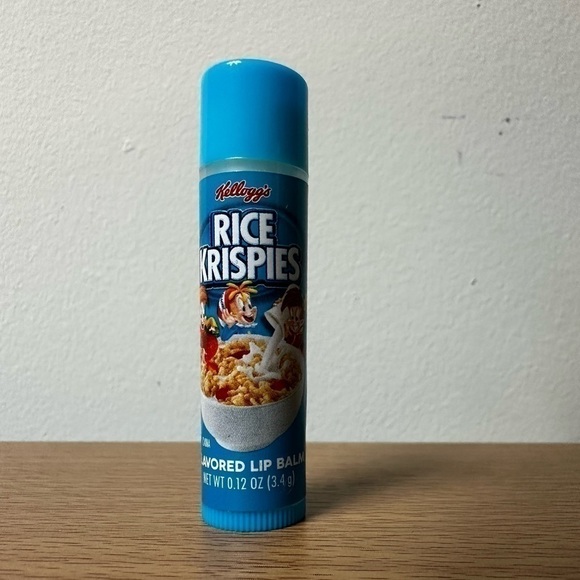 Kellogg's
RICE
KRISPIES
LAVORED LIP BALM
NET WT 0.12 OZ (3.4 g)